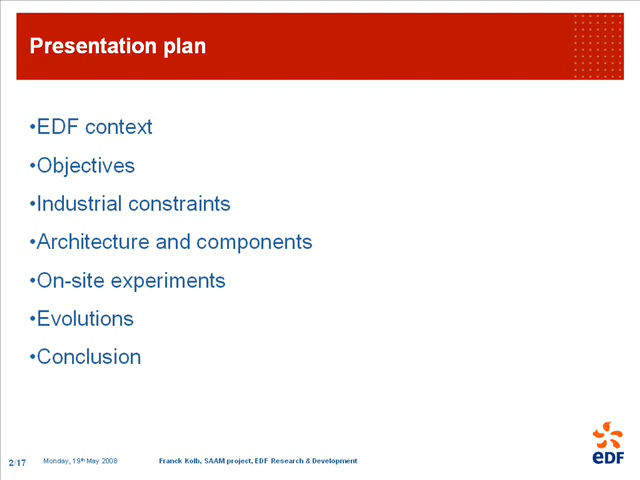 Presentation plan
•EDF context
•Objectives
•Industrial constraints
•Architecture and components
•On-site experiments
•Evolutions
•Conclusion
2/17 Monday, 19th May 2008 Franck Kolb, SAAM project, EDF Research & Development
eDF